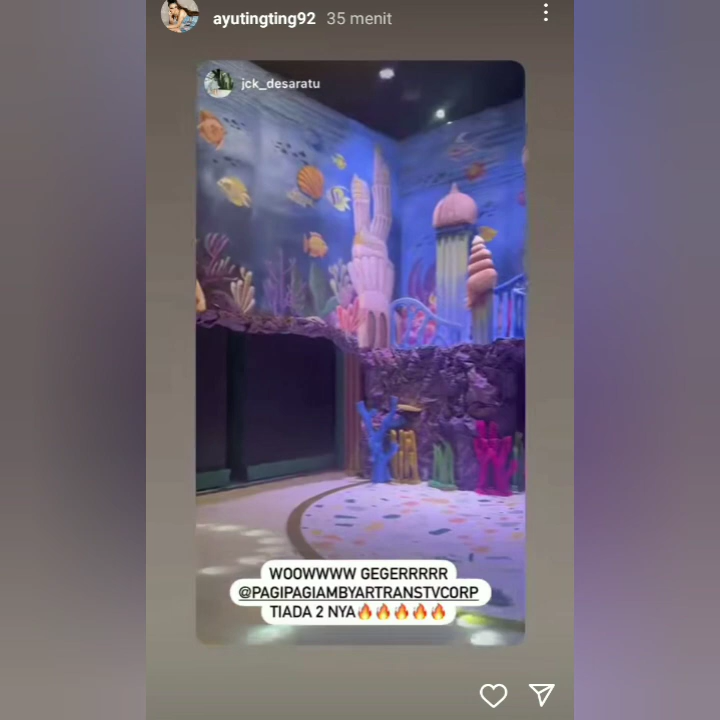 ayutingting92 35 menit
jck_desaratu
WOOWWWW GEGERRRRR
@PAGIPAGIAMBYARTRANSTVCORP
TIADA 2 NYA🔥🔥🔥🔥🔥